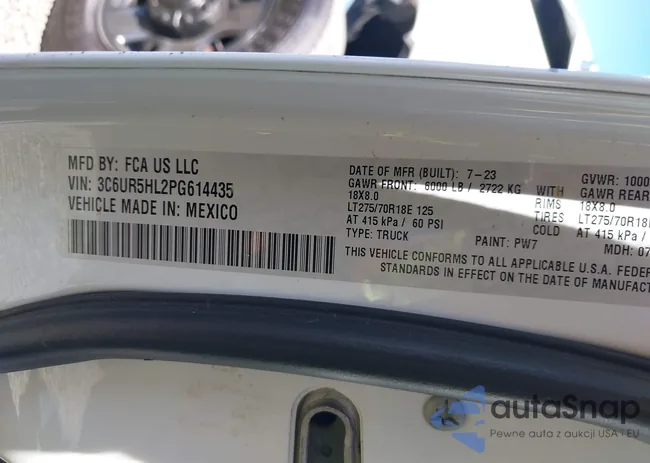 MFD BY: FCA US LLC
VIN: 3C6UR5HL2PG614435
VEHICLE MADE IN: MEXICO
DATE OF MFR (BUILT): 7-23
GVWR: 1000
GAWR FRONT: 6000 LB / 2722 KG WITH GAWR REAR
18X8.0 RIMS 18X8.0
LT275/70R18E 125 TIRES LT275/70R18
AT 415 kPa / 60 PSI COLD AT 415 kPa /
TYPE: TRUCK PAINT: PW7 MDH: 07
THIS VEHICLE CONFORMS TO ALL APPLICABLE U.S.A. FEDER
STANDARDS IN EFFECT ON THE DATE OF MANUFACT
autoSnap
Pewne auta z aukcji USA i EU